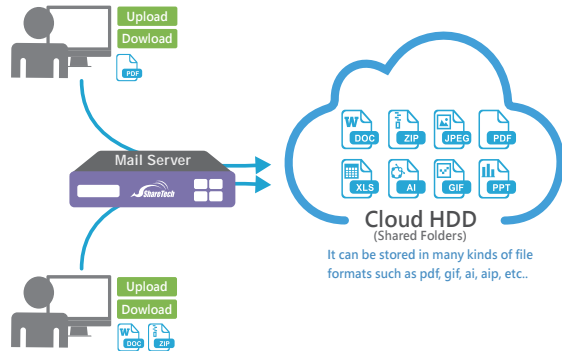 Upload
Dowload
PDF
Mail Server
ShareTech
Upload
Dowload
DOC
ZIP
W
DOC
ZIP
JPEG
PDF
XLS
AI
GIF
PPT
Cloud HDD
(Shared Folders)
It can be stored in many kinds of file
formats such as pdf, gif, ai, aip, etc..